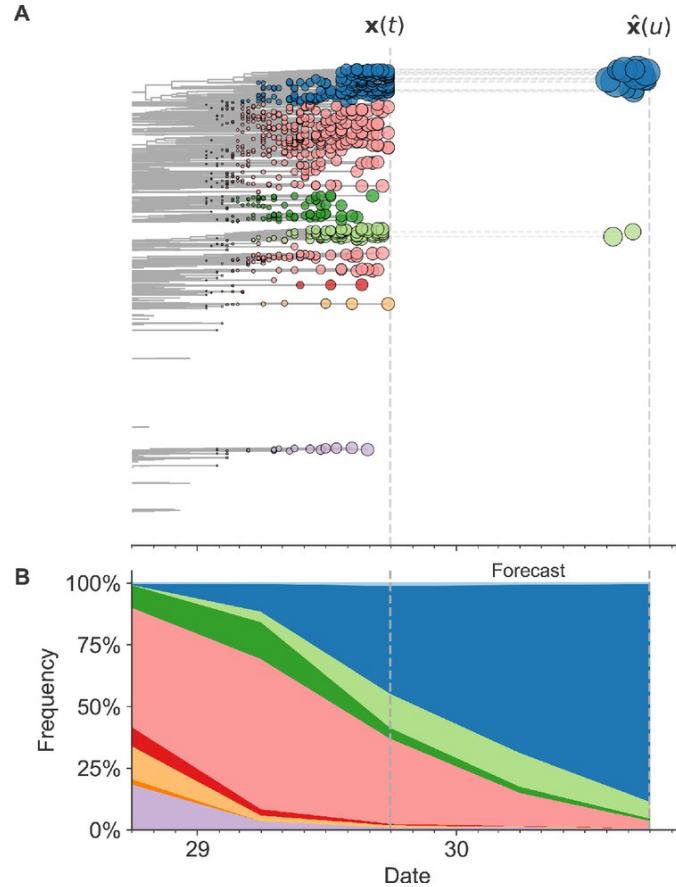 A
x(t)
x̂(u)
B
Forecast
100%
75%
50%
25%
0%
Frequency
29
30
Date